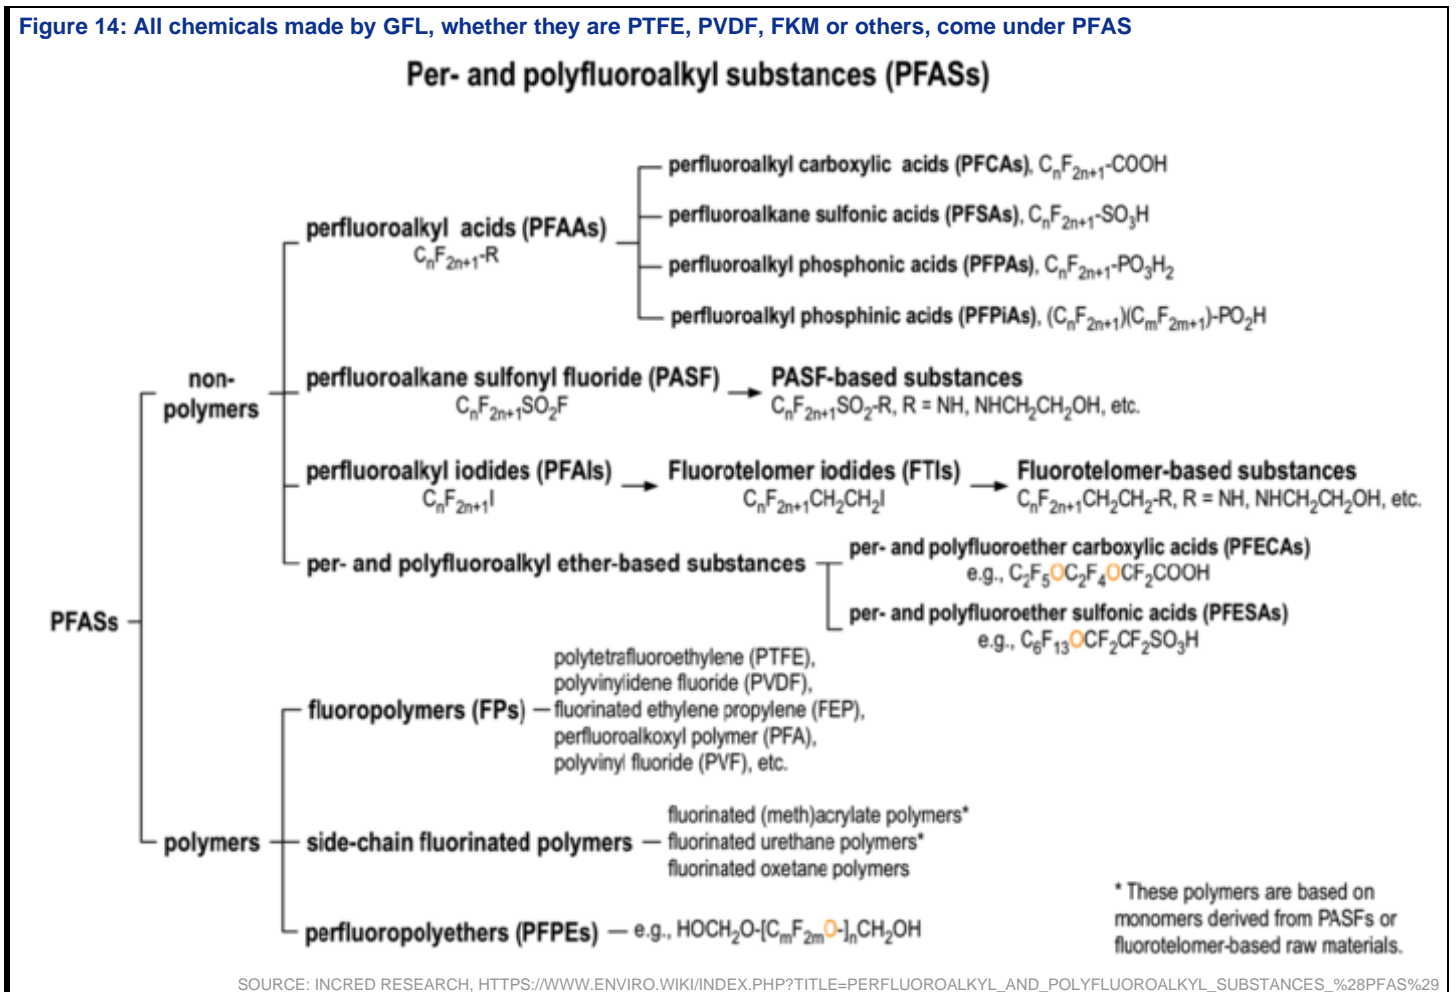 Figure 14: All chemicals made by GFL, whether they are PTFE, PVDF, FKM or others, come under PFAS
Per- and polyfluoroalkyl substances (PFASs)
perfluoroalkyl carboxylic acids (PFCAs), CnF2n+1-COOH
perfluoroalkyl acids (PFAAs)
CnF2n+1-R
perfluoroalkane sulfonic acids (PFSAs), CnF2n+1-SO3H
perfluoroalkyl phosphonic acids (PFPAs), CnF2n+1-PO3H2
perfluoroalkyl phosphinic acids (PFPiAs), (CnF2n+1)(CmF2m+1)-PO2H
non-
polymers
perfluoroalkane sulfonyl fluoride (PASF)
CnF2n+1SO2F
PASF-based substances
CnF2n+1SO2-R, R = NH, NHCH2CH2OH, etc.
perfluoroalkyl iodides (PFAIs)
CnF2n+1I
Fluorotelomer iodides (FTIs)
CnF2n+1CH2CH2I
Fluorotelomer-based substances
CnF2n+1CH2CH2-R, R = NH, NHCH2CH2OH, etc.
per- and polyfluoroalkyl ether-based substances
per- and polyfluoroether carboxylic acids (PFECAs)
e.g., C2F5OC2F4OCF2COOH
per- and polyfluoroether sulfonic acids (PFESAs)
e.g., C6F13OCF2CF2SO3H
PFASs
polymers
fluoropolymers (FPs)
polytetrafluoroethylene (PTFE),
polyvinylidene fluoride (PVDF),
fluorinated ethylene propylene (FEP),
perfluoroalkoxyl polymer (PFA),
polyvinyl fluoride (PVF), etc.
side-chain fluorinated polymers
fluorinated (meth)acrylate polymers*
fluorinated urethane polymers*
fluorinated oxetane polymers
perfluoropolyethers (PFPEs)
e.g., HOCH2O-[CmF2mO-]nCH2OH
* These polymers are based on
monomers derived from PASFs or
fluorotelomer-based raw materials.
SOURCE: INCRED RESEARCH, HTTPS://WWW.ENVIRO.WIKI/INDEX.PHP?TITLE=PERFLUOROALKYL_AND_POLYFLUOROALKYL_SUBSTANCES_%28PFAS%29